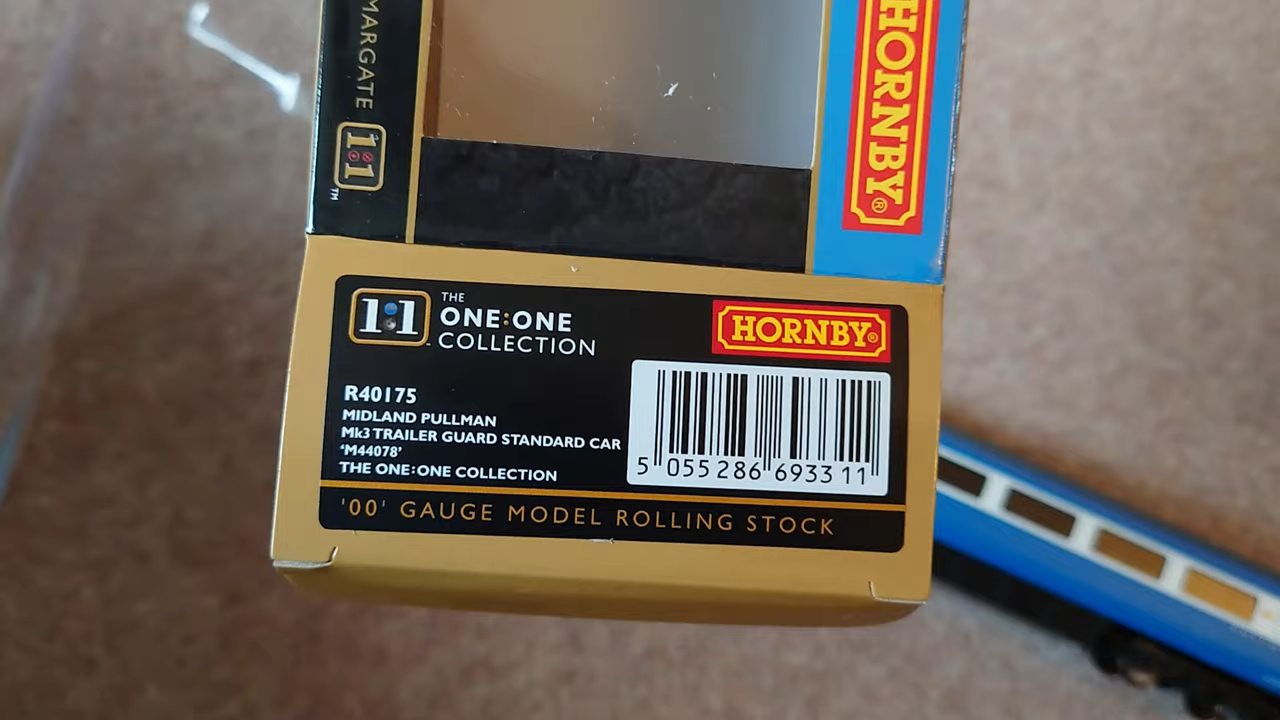 MARGATE
1:1
TM
HORNBY®
1:1
THE
ONE:ONE
COLLECTION
HORNBY®
R40175
MIDLAND PULLMAN
Mk3 TRAILER GUARD STANDARD CAR
'M44078'
THE ONE:ONE COLLECTION
5 055286 693311
'00' GAUGE MODEL ROLLING STOCK